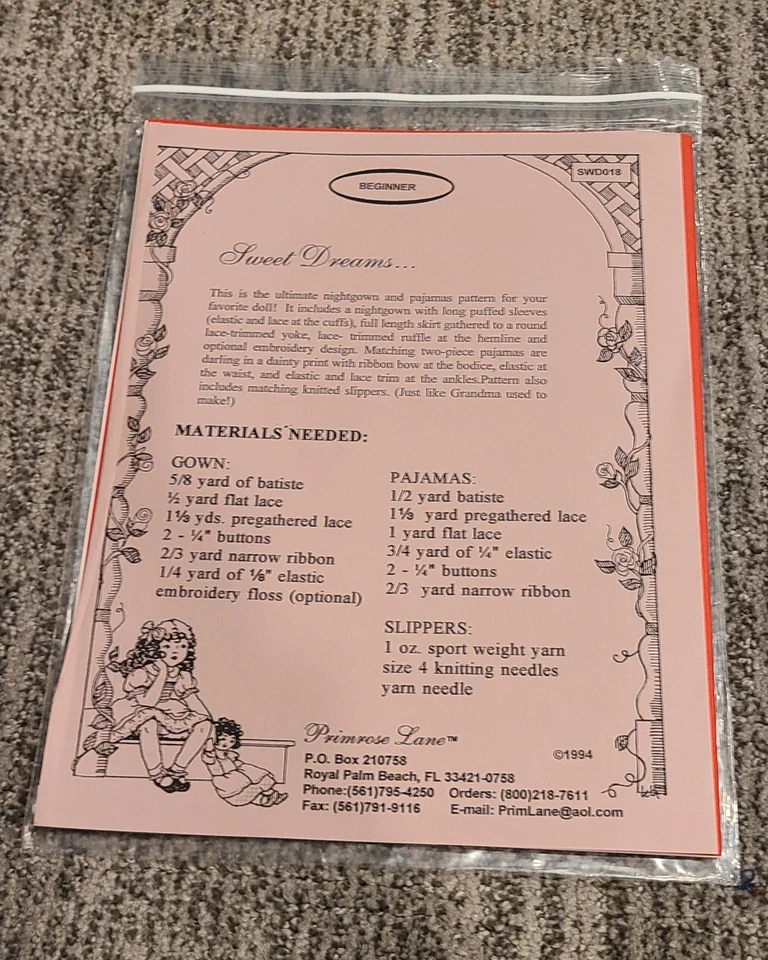 BEGINNER
SWD018
Sweet Dreams...
This is the ultimate nightgown and pajamas pattern for your
favorite doll! It includes a nightgown with long puffed sleeves
(elastic and lace at the cuffs), full length skirt gathered to a round
lace-trimmed yoke, lace- trimmed ruffle at the hemline and
optional embroidery design. Matching two-piece pajamas are
darling in a dainty print with ribbon bow at the bodice, elastic at
the waist, and elastic and lace trim at the ankles.Pattern also
includes matching knitted slippers. (Just like Grandma used to
make!)
MATERIALS NEEDED:
GOWN:
5/8 yard of batiste
½ yard flat lace
1⅓ yds. pregathered lace
2 - ¼" buttons
2/3 yard narrow ribbon
1/4 yard of ⅛" elastic
embroidery floss (optional)
PAJAMAS:
1/2 yard batiste
1⅓ yard pregathered lace
1 yard flat lace
3/4 yard of ¼" elastic
2 - ¼" buttons
2/3 yard narrow ribbon
SLIPPERS:
1 oz. sport weight yarn
size 4 knitting needles
yarn needle
Primrose Lane™
©1994
P.O. Box 210758
Royal Palm Beach, FL 33421-0758
Phone:(561)795-4250 Orders: (800)218-7611
Fax: (561)791-9116 E-mail: PrimLane@aol.com